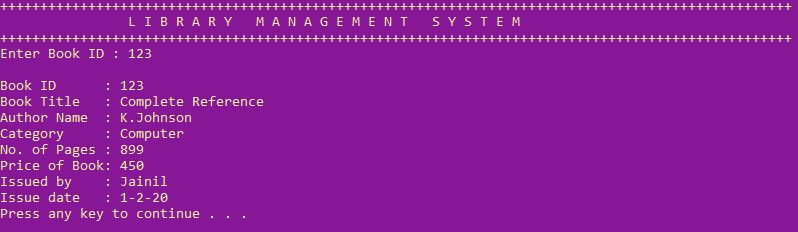 ++++++++++++++++++++++++++++++++++++++++++++++++++++++++++++++++++++++++++++++++++++++++++++++++++++
L I B R A R Y   M A N A G E M E N T   S Y S T E M
++++++++++++++++++++++++++++++++++++++++++++++++++++++++++++++++++++++++++++++++++++++++++++++++++++
Enter Book ID : 123
Book ID      : 123
Book Title   : Complete Reference
Author Name  : K.Johnson
Category     : Computer
No. of Pages : 899
Price of Book: 450
Issued by    : Jainil
Issue date   : 1-2-20
Press any key to continue . . .